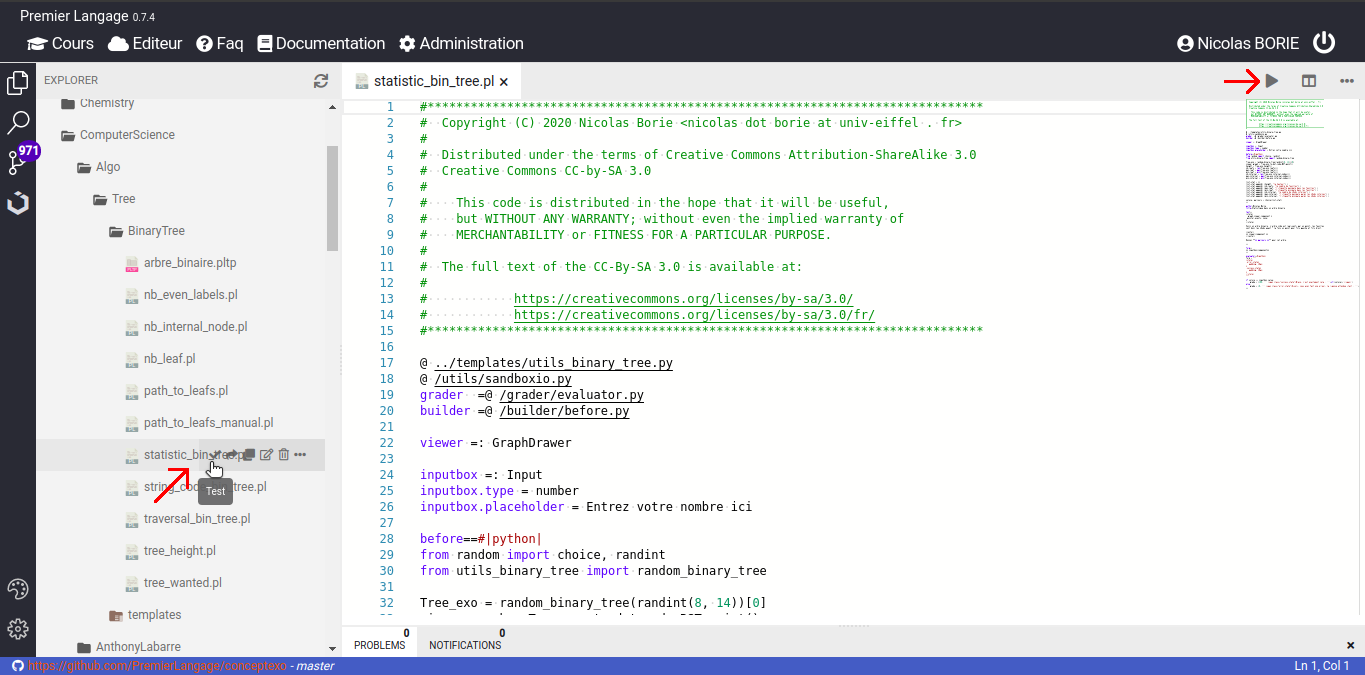 Premier Langage 0.7.4
Cours Editeur Faq Documentation Administration Nicolas BORIE
EXPLORER
971
Chemistry
ComputerScience
Algo
Tree
BinaryTree
arbre_binaire.pltp
nb_even_labels.pl
nb_internal_node.pl
nb_leaf.pl
path_to_leafs.pl
path_to_leafs_manual.pl
statistic_bin_tree.pl
Test
traversal_bin_tree.pl
tree_height.pl
tree_wanted.pl
templates
AnthonyLabarre
statistic_bin_tree.pl ×
1 #*****************************************************************************
2 # Copyright (C) 2020 Nicolas Borie <nicolas dot borie at univ-eiffel . fr>
3 #
4 # Distributed under the terms of Creative Commons Attribution-ShareAlike 3.0
5 # Creative Commons CC-by-SA 3.0
6 #
7 # This code is distributed in the hope that it will be useful,
8 # but WITHOUT ANY WARRANTY; without even the implied warranty of
9 # MERCHANTABILITY or FITNESS FOR A PARTICULAR PURPOSE.
10 #
11 # The full text of the CC-By-SA 3.0 is available at:
12 #
13 # https://creativecommons.org/licenses/by-sa/3.0/
14 # https://creativecommons.org/licenses/by-sa/3.0/fr/
15 #*****************************************************************************
16
17 @ ../templates/utils_binary_tree.py
18 @ /utils/sandboxio.py
19 grader =@ /grader/evaluator.py
20 builder =@ /builder/before.py
21
22 viewer =: GraphDrawer
23
24 inputbox =: Input
25 inputbox.type = number
26 inputbox.placeholder = Entrez votre nombre ici
27
28 before==#|python|
29 from random import choice, randint
30 from utils_binary_tree import random_binary_tree
31
32 Tree_exo = random_binary_tree(randint(8, 14))[0]
PROBLEMS 0 NOTIFICATIONS 0
https://github.com/PremierLangage/conceptexo - master
Ln 1, Col 1